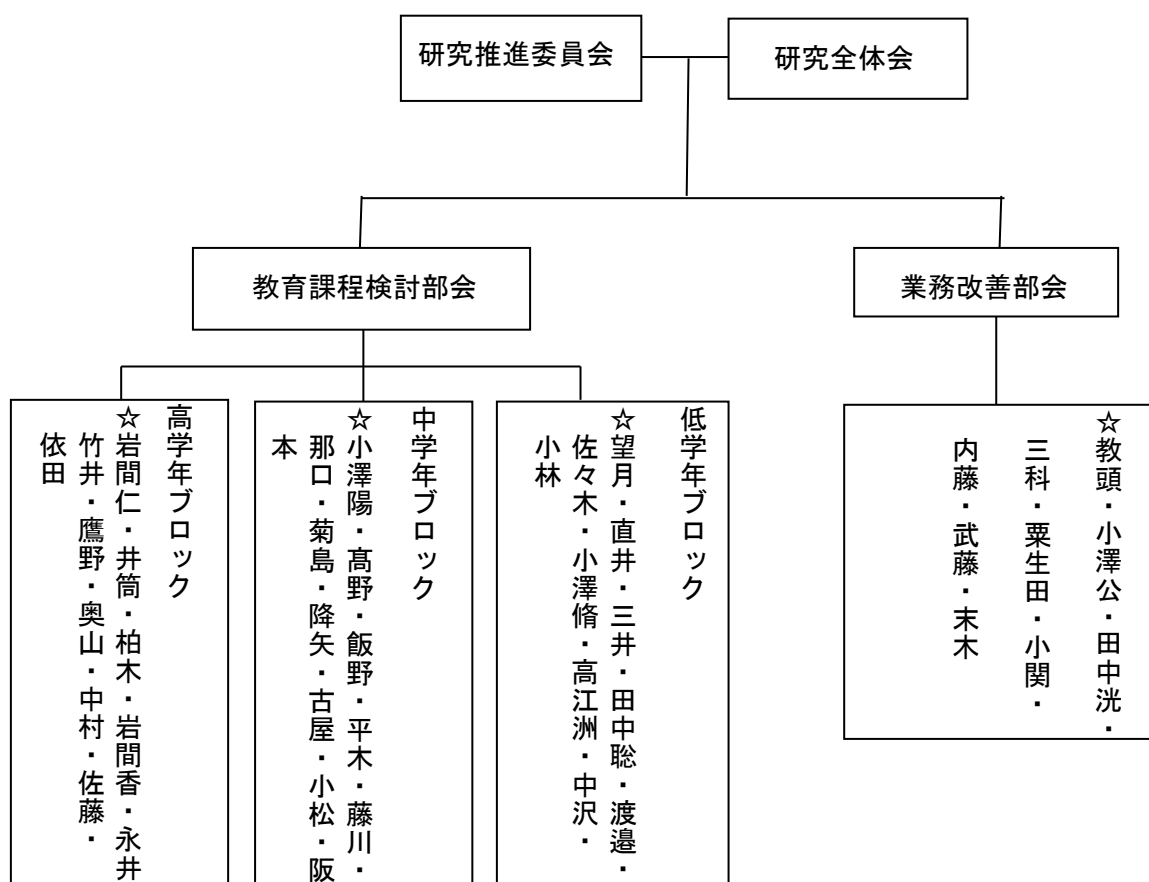 研究推進委員会
研究全体会
教育課程検討部会
業務改善部会
低学年ブロック
☆望月・直井・三井・田中聡・渡邉・
佐々木・小澤脩・高江洲・中沢・
小林
中学年ブロック
☆小澤陽・髙野・飯野・平木・藤川・
那口・菊島・降矢・古屋・小松・阪
本
高学年ブロック
☆岩間仁・井筒・柏木・岩間香・永井
竹井・鷹野・奥山・中村・佐藤・
依田
☆教頭・小澤公・田中洸・
三科・粟生田・小関・
内藤・武藤・末木